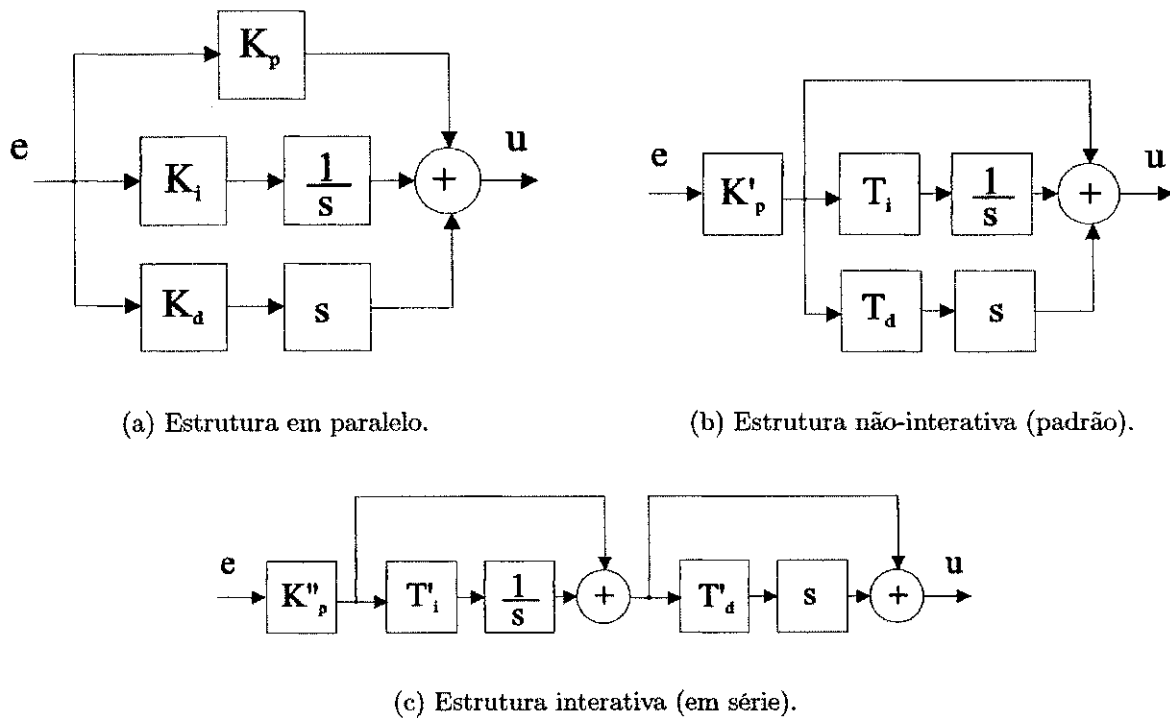 K_p
e
K_i
1/s
+
u
K_d
s
(a) Estrutura em paralelo.
e
K'_p
T_i
1/s
+
u
T_d
s
(b) Estrutura não-interativa (padrão).
e
K"_p
T'_i
1/s
+
T'_d
s
+
u
(c) Estrutura interativa (em série).